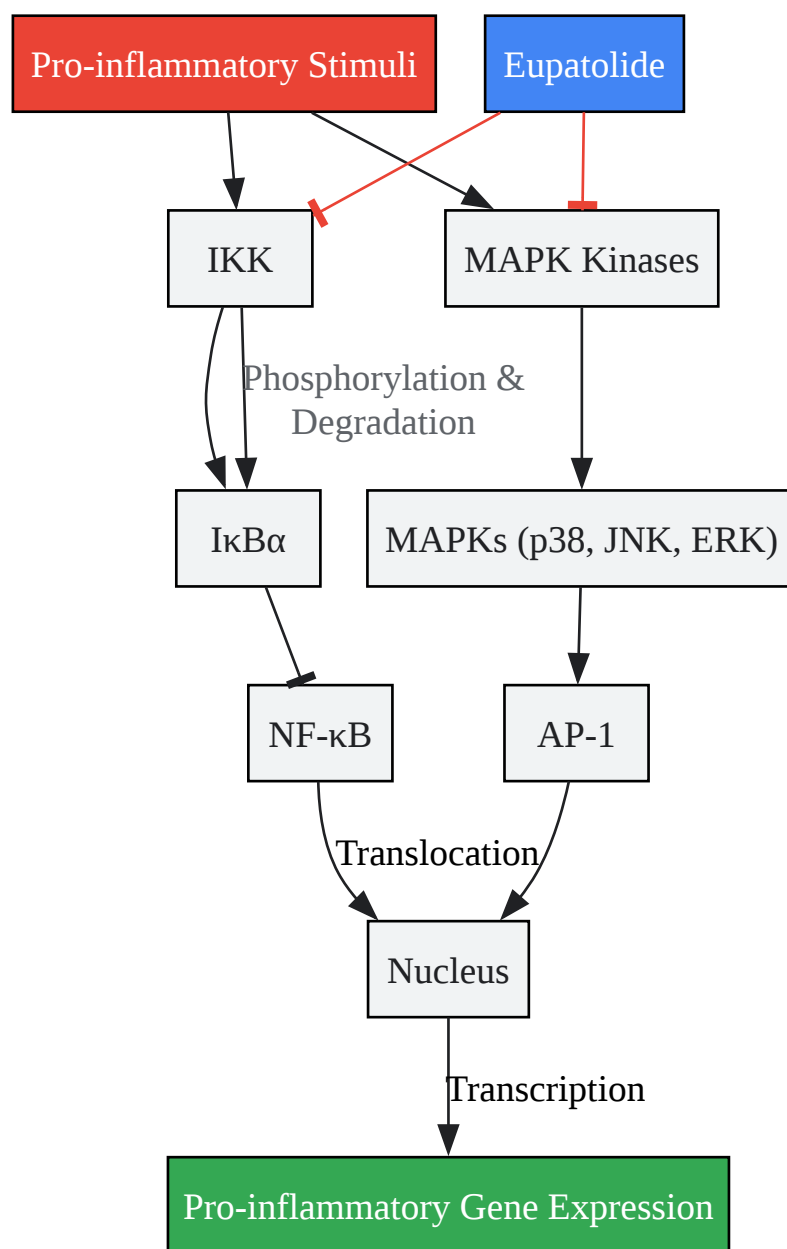 Pro-inflammatory Stimuli
Eupatolide
IKK
MAPK Kinases
Phosphorylation &
Degradation
IκBα
MAPKs (p38, JNK, ERK)
NF-κB
AP-1
Translocation
Nucleus
Transcription
Pro-inflammatory Gene Expression